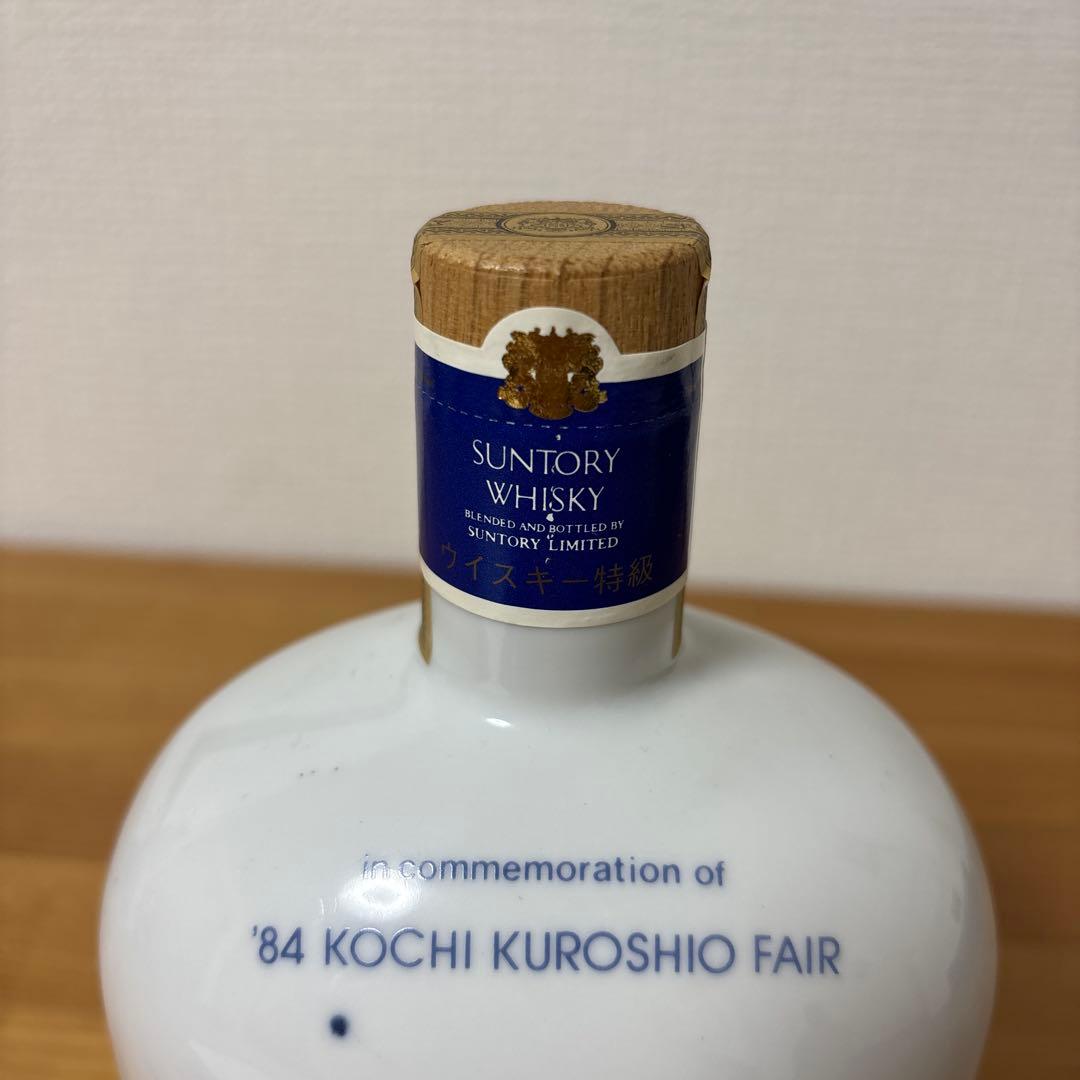 SUNTORY
WHISKY
BLENDED AND BOTTLED BY
SUNTORY LIMITED
ウイスキー特級
in commemoration of
'84 KOCHI KUROSHIO FAIR